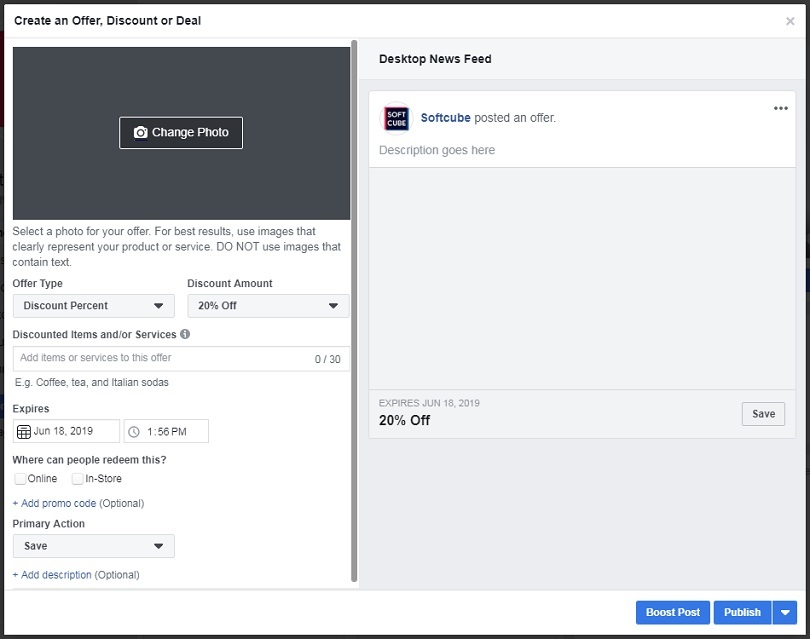 Create an Offer, Discount or Deal
Change Photo
Select a photo for your offer. For best results, use images that
clearly represent your product or service. DO NOT use images that
contain text.
Offer Type
Discount Amount
Discount Percent
20% Off
Discounted Items and/or Services
Add items or services to this offer
0 / 30
E.g. Coffee, tea, and Italian sodas
Expires
Jun 18, 2019
1:56PM
Where can people redeem this?
Online
In-Store
+ Add promo code (Optional)
Primary Action
Save
+ Add description (Optional)
Desktop News Feed
SOFT
CUBE
Softcube posted an offer.
Description goes here
EXPIRES JUN 18, 2019
20% Off
Save
Boost Post
Publish